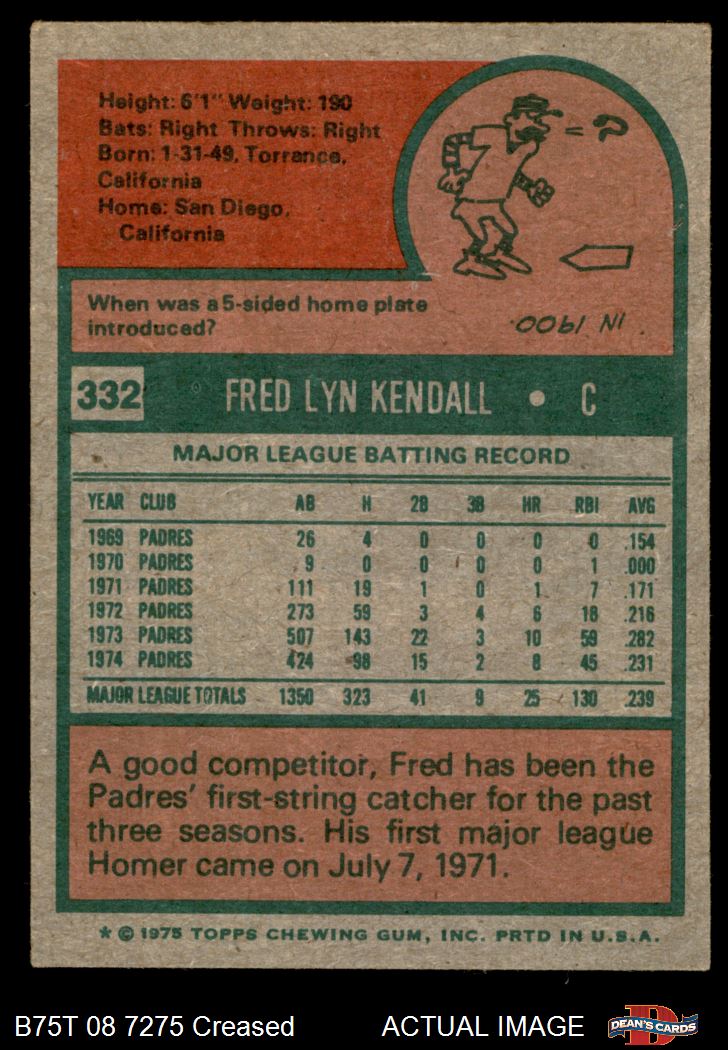 Height: 6'1" Weight: 190
Bats: Right Throws: Right
Born: 1-31-49, Torrance,
California
Home: San Diego,
California
?
When was a 5-sided home plate
introduced?
IN 1900.
332 FRED LYN KENDALL • C
MAJOR LEAGUE BATTING RECORD
YEAR CLUB AB H 2B 3B HR RBI AVG
1969 PADRES 26 4 0 0 0 0 .154
1970 PADRES 9 0 0 0 0 1 .000
1971 PADRES 111 19 1 0 1 7 .171
1972 PADRES 273 59 3 4 6 18 .216
1973 PADRES 507 143 22 3 10 59 .282
1974 PADRES 424 98 15 2 8 45 .231
MAJOR LEAGUE TOTALS 1350 323 41 9 25 130 .239
A good competitor, Fred has been the
Padres' first-string catcher for the past
three seasons. His first major league
Homer came on July 7, 1971.
* © 1975 TOPPS CHEWING GUM, INC. PRTD IN U.S.A.
B75T 08 7275 Creased ACTUAL IMAGE
D
DEAN'S CARDS